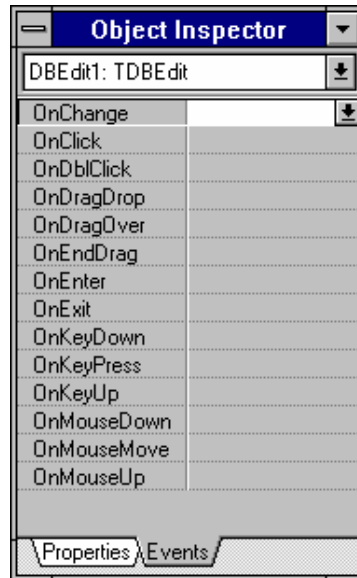 Object Inspector
DBEdit1: TDBEdit
OnChange
OnClick
OnDblClick
OnDragDrop
OnDragOver
OnEndDrag
OnEnter
OnExit
OnKeyDown
OnKeyPress
OnKeyUp
OnMouseDown
OnMouseMove
OnMouseUp
Properties Events